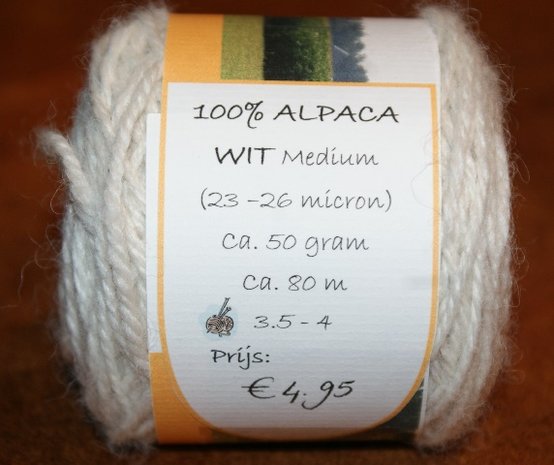 100% ALPACA
WIT Medium
(23 -26 micron)
Ca. 50 gram
Ca. 80 m
3.5 - 4
Prijs:
€ 4.95